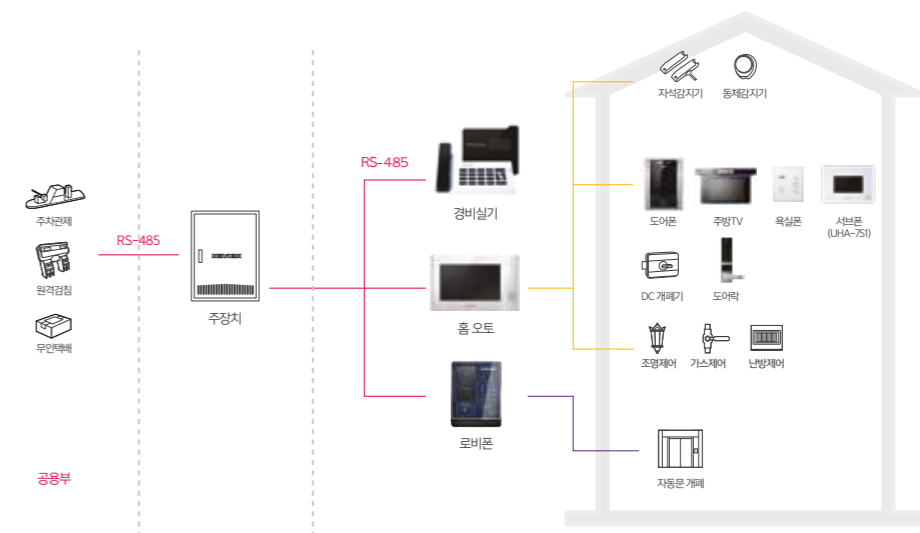 자석감지기
동체감지기
RS-485
경비실기
도어폰
주방TV
욕실폰
서브폰
(UHA-751)
주차관제
RS-485
원격검침
DC 개폐기
도어락
주장치
홈 오토
무인택배
조명제어
가스제어
난방제어
로비폰
공용부
자동문 개폐